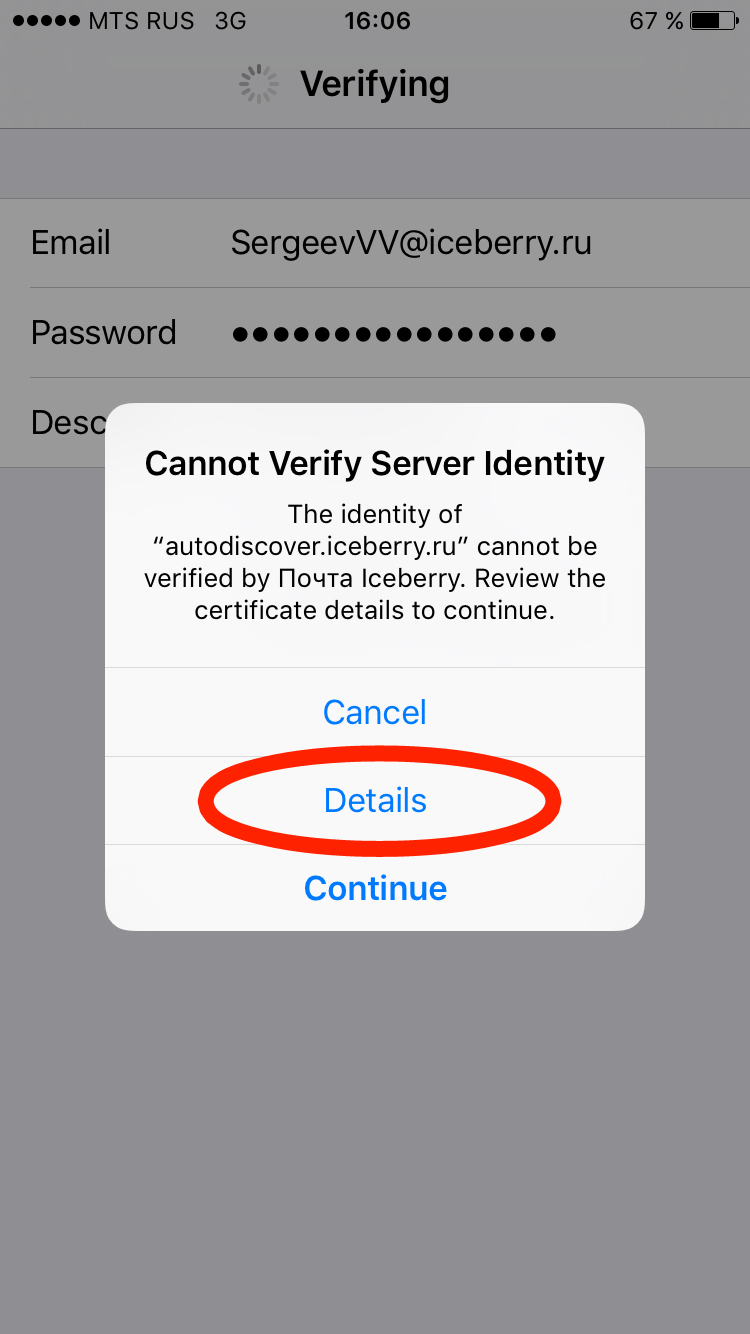 MTS RUS 3G 16:06 67 %
Verifying
Email SergeevVV@iceberry.ru
Password ●●●●●●●●●●●●●●●●
Desc
Cannot Verify Server Identity
The identity of
“autodiscover.iceberry.ru” cannot be
verified by Почта Iceberry. Review the
certificate details to continue.
Cancel
Details
Continue